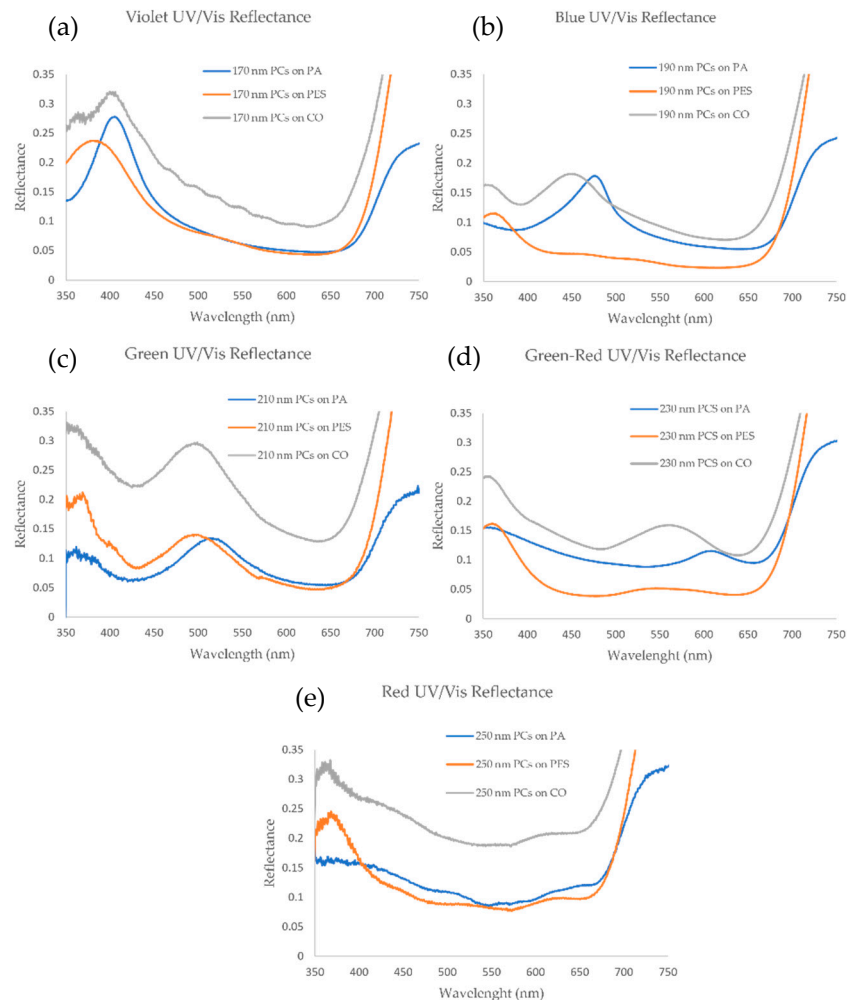 (a)
Violet UV/Vis Reflectance
170 nm PCs on PA
170 nm PCs on PES
170 nm PCs on CO
0.35
0.3
0.25
0.2
0.15
0.1
0.05
0
Reflectance
350 400 450 500 550 600 650 700 750
Wavelength (nm)
(b)
Blue UV/Vis Reflectance
190 nm PCs on PA
190 nm PCs on PES
190 nm PCs on CO
0.35
0.3
0.25
0.2
0.15
0.1
0.05
0
Reflectance
350 400 450 500 550 600 650 700 750
Wavelenght (nm)
(c)
Green UV/Vis Reflectance
210 nm PCs on PA
210 nm PCs on PES
210 nm PCs on CO
0.35
0.3
0.25
0.2
0.15
0.1
0.05
0
Reflectance
350 400 450 500 550 600 650 700 750
Wavelength (nm)
(d)
Green-Red UV/Vis Reflectance
230 nm PCS on PA
230 nm PCS on PES
230 nm PCS on CO
0.35
0.3
0.25
0.2
0.15
0.1
0.05
0
Reflectance
350 400 450 500 550 600 650 700 750
Wavelenght (nm)
(e)
Red UV/Vis Reflectance
250 nm PCs on PA
250 nm PCs on PES
250 nm PCs on CO
0.35
0.3
0.25
0.2
0.15
0.1
0.05
0
Reflectance
350 400 450 500 550 600 650 700 750
Wavelenght (nm)